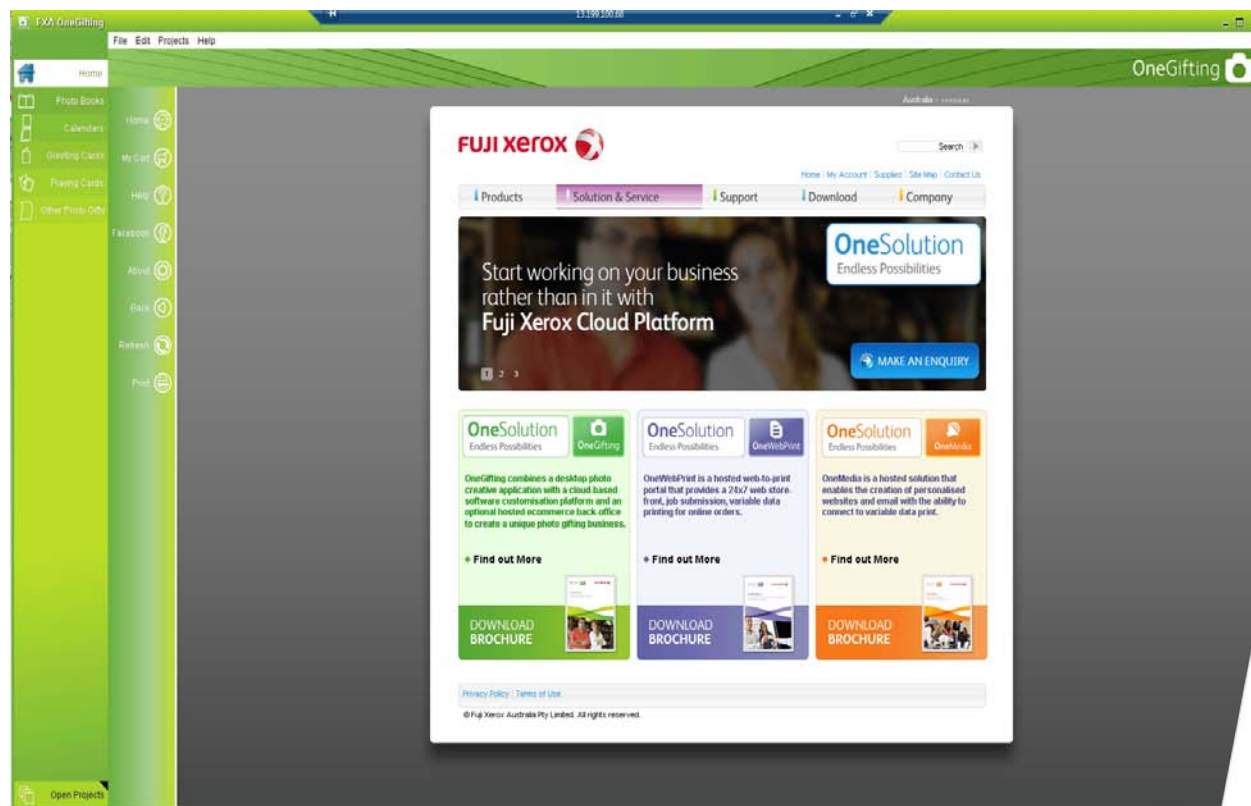 FXA OneGifting
13.199.100.68
File Edit Projects Help
OneGifting
Home
Photo Books
Calendars
Greeting Cards
Playing Cards
Other Photo Gifts
Open Projects
Home
My Cart
Help
Facebook
About
Back
Refresh
Print
Australia
FUJI xerox
Search
Home | My Account | Supplies | Site Map | Contact Us
Products Solution & Service Support Download Company
Start working on your business
rather than in it with
Fuji Xerox Cloud Platform
1 2 3
OneSolution
Endless Possibilities
MAKE AN ENQUIRY
OneSolution
Endless Possibilities
OneGifting
OneGifting combines a desktop photo
creative application with a cloud based
software customisation platform and an
optional hosted ecommerce back-office
to create a unique photo gifting business.
Find out More
DOWNLOAD
BROCHURE
OneSolution
Endless Possibilities
OneWebPrint
OneWebPrint is a hosted web-to-print
portal that provides a 24x7 web store-
front, job submission, variable data
printing for online orders.
Find out More
DOWNLOAD
BROCHURE
OneSolution
Endless Possibilities
OneMedia
OneMedia is a hosted solution that
enables the creation of personalised
websites and email with the ability to
connect to variable data print.
Find out More
DOWNLOAD
BROCHURE
Privacy Policy | Terms of Use
© Fuji Xerox Australia Pty Limited. All rights reserved.